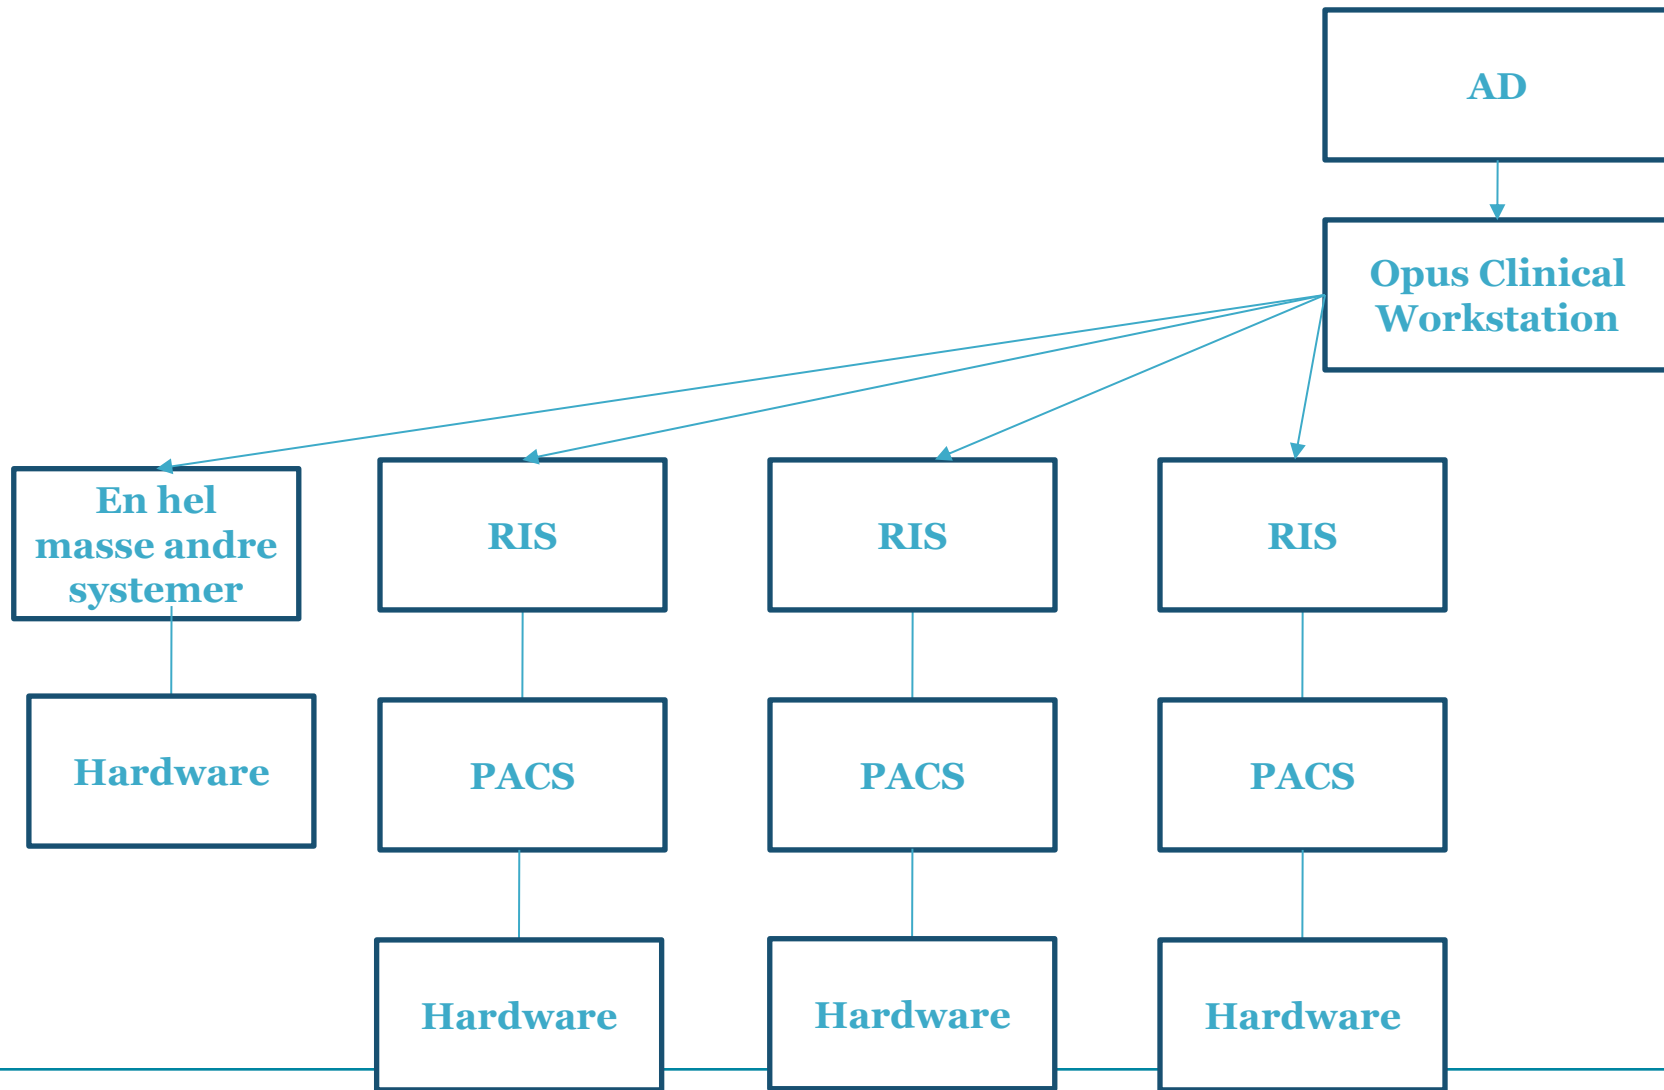 AD
Opus Clinical
Workstation
En hel
masse andre
systemer
RIS
RIS
RIS
Hardware
PACS
PACS
PACS
Hardware
Hardware
Hardware